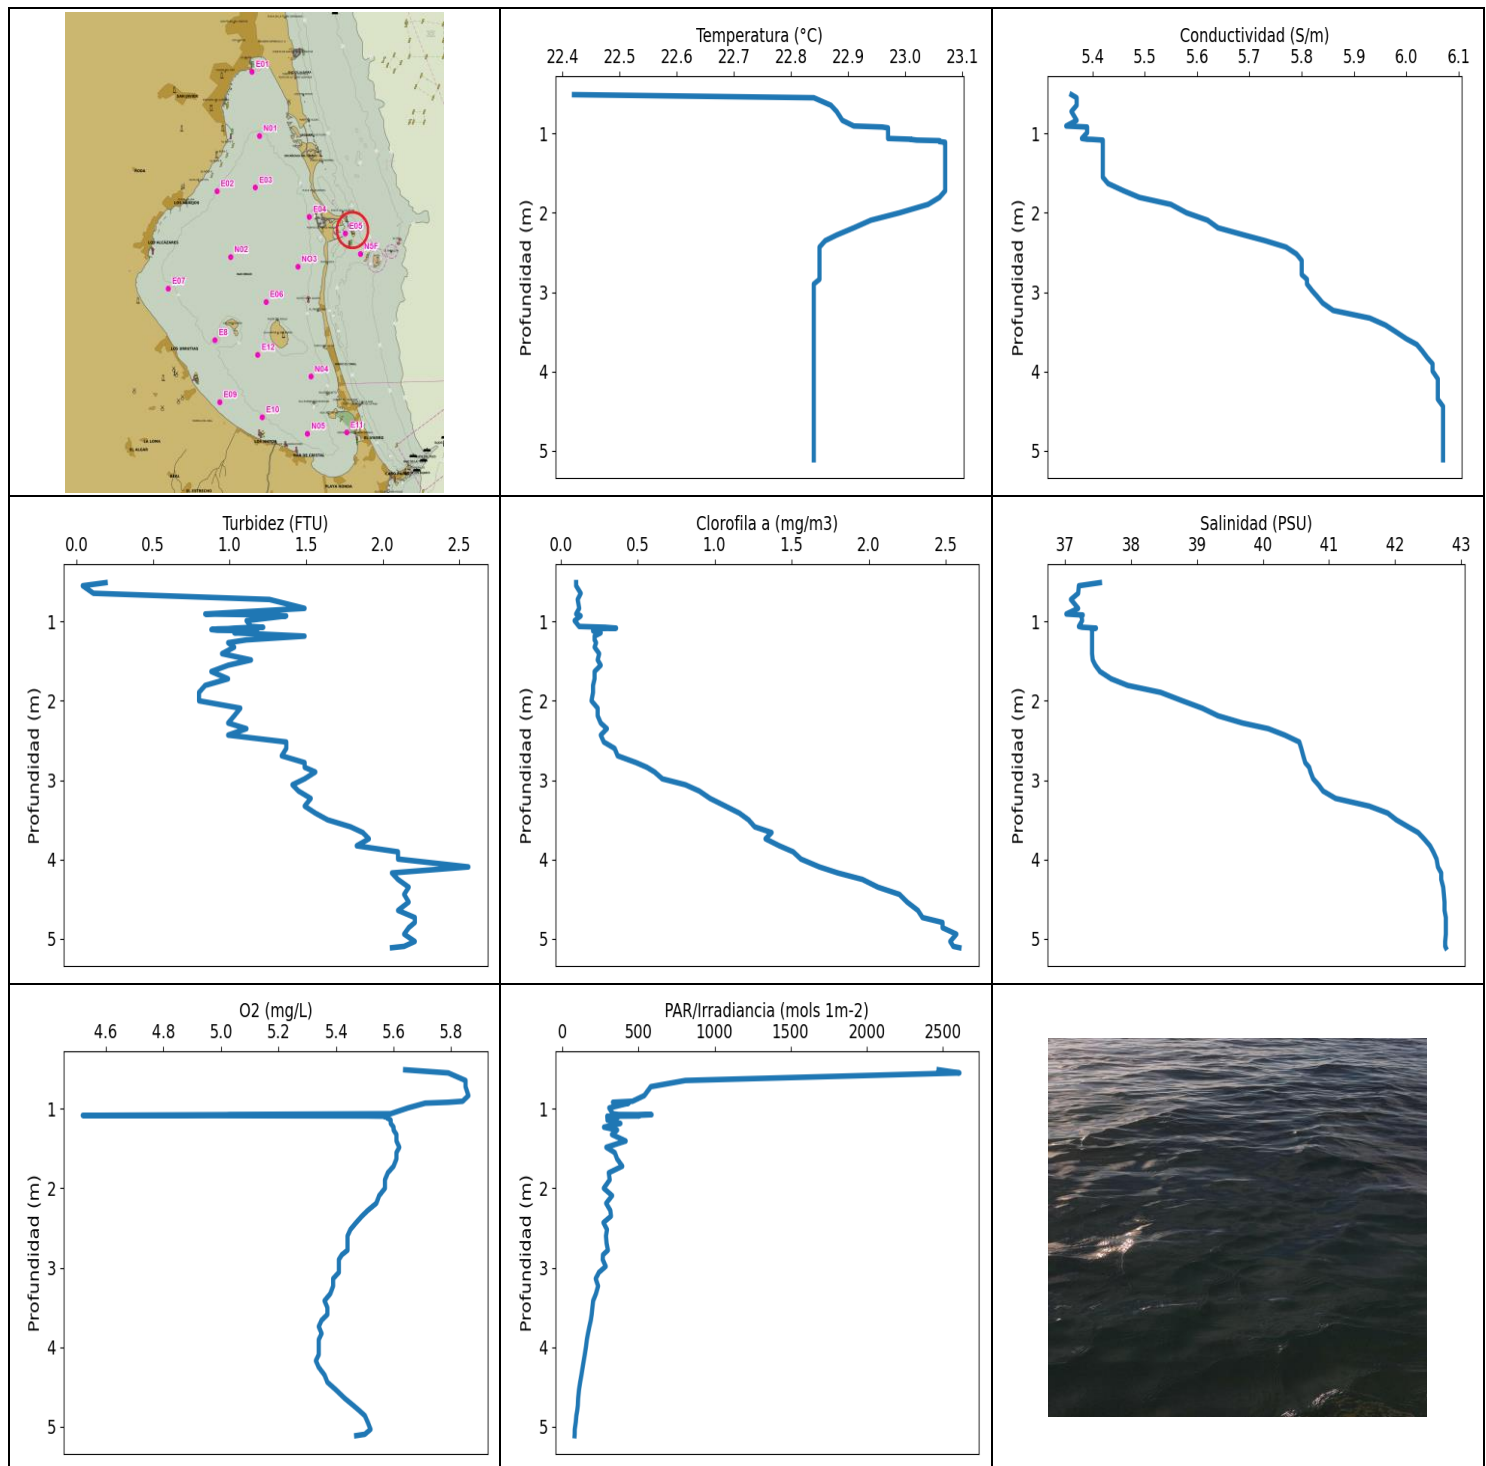 E01
N01
E02
E03
E04
E05
N5F
N02
NO3
E07
E06
E8
E12
N04
E09
E10
N05
E11
Temperatura (°C)
22.4 22.5 22.6 22.7 22.8 22.9 23.0 23.1
Profundidad (m)
1
2
3
4
5
Conductividad (S/m)
5.4 5.5 5.6 5.7 5.8 5.9 6.0 6.1
Profundidad (m)
1
2
3
4
5
Turbidez (FTU)
0.0 0.5 1.0 1.5 2.0 2.5
Profundidad (m)
1
2
3
4
5
Clorofila a (mg/m3)
0.0 0.5 1.0 1.5 2.0 2.5
Profundidad (m)
1
2
3
4
5
Salinidad (PSU)
37 38 39 40 41 42 43
Profundidad (m)
1
2
3
4
5
O2 (mg/L)
4.6 4.8 5.0 5.2 5.4 5.6 5.8
Profundidad (m)
1
2
3
4
5
PAR/Irradiancia (mols 1m-2)
0 500 1000 1500 2000 2500
Profundidad (m)
1
2
3
4
5